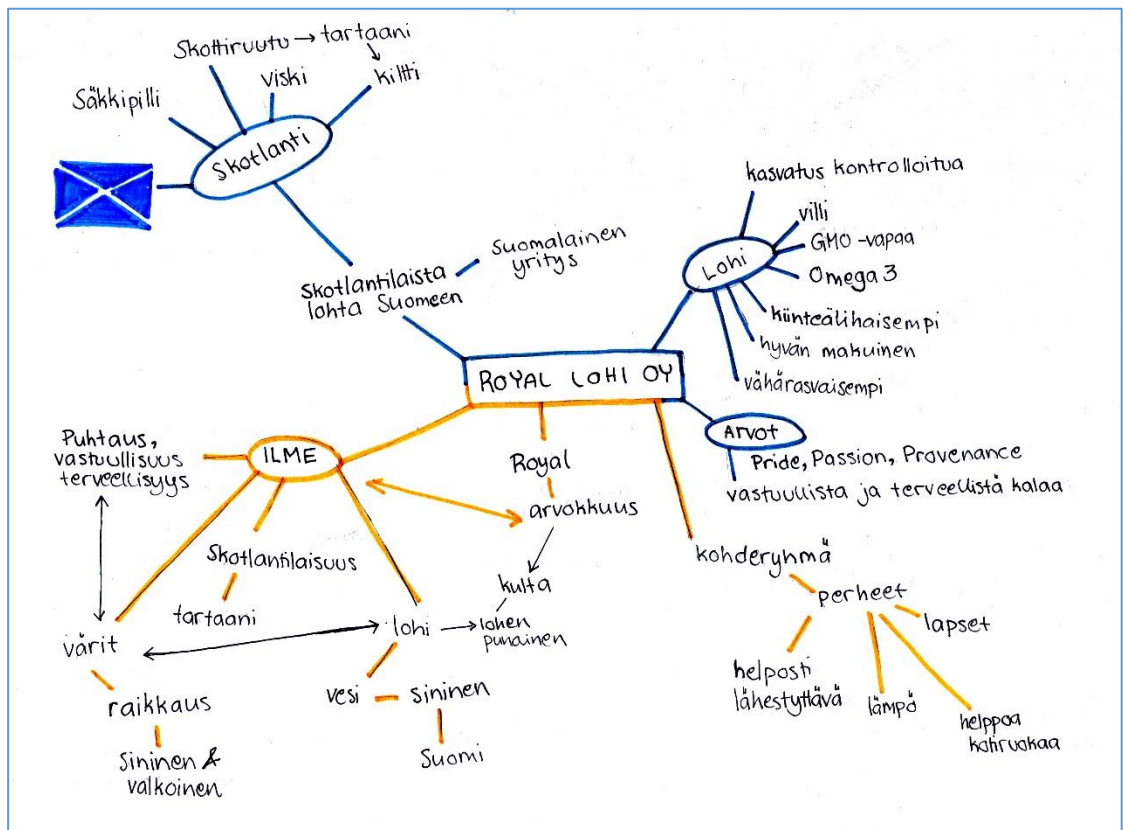 Skottiruutu → tartaani
viski
kiltti
Säkkipilli
Skotlanti
kasvatus kontrolloitua
villi
GMO-vapaa
Lohi
Omega 3
kiinteälihaisempi
hyvän makuinen
vähärasvaisempi
Suomalainen
yritys
Skotlantilaista
lohta Suomeen
ROYAL LOHI OY
Arvot
Pride, Passion, Provenance
vastuullista ja terveellistä kalaa
Puhtaus,
vastuullisuus
terveellisyys
ILME
Royal
arvokkuus
Skotlantilaisuus
tartaani
kulta
lohen
punainen
lohi
värit
raikkaus
sininen &
valkoinen
vesi
sininen
Suomi
kohderyhmä
perheet
lapset
helposti
lähestyttävä
lämpö
helppoa
kotiruokaa